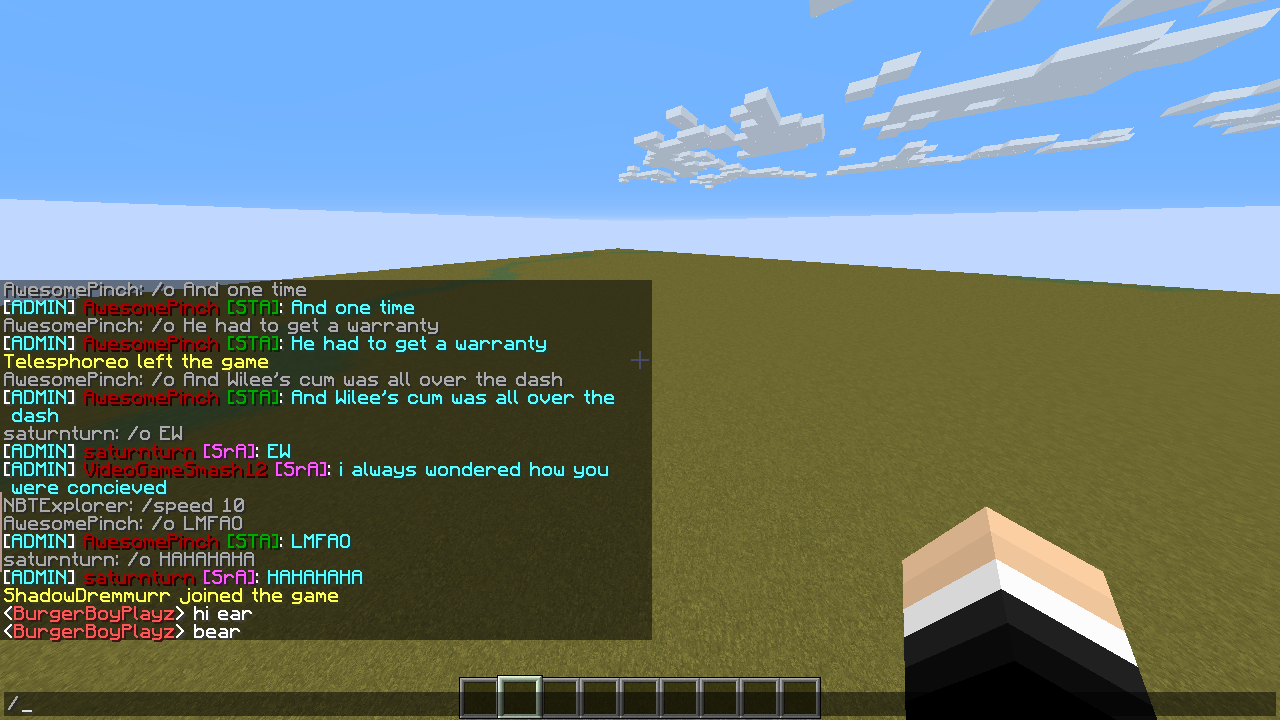 AwesomePinch: /o And one time
[ADMIN] AwesomePinch [STA]: And one time
AwesomePinch: /o He had to get a warranty
[ADMIN] AwesomePinch [STA]: He had to get a warranty
Telesphoreo left the game
AwesomePinch: /o And Wilee's cum was all over the dash
[ADMIN] AwesomePinch [STA]: And Wilee's cum was all over the
dash
saturnturn: /o EW
[ADMIN] saturnturn [SrA]: EW
[ADMIN] VideoGameSmash12 [SrA]: i always wondered how you
were concieved
NBTExplorer: /speed 10
AwesomePinch: /o LMFAO
[ADMIN] AwesomePinch [STA]: LMFAO
saturnturn: /o HAHAHAHA
[ADMIN] saturnturn [SrA]: HAHAHAHA
ShadowDremmurr joined the game
<BurgerBoyPlayz> hi ear
<BurgerBoyPlayz> bear
/_